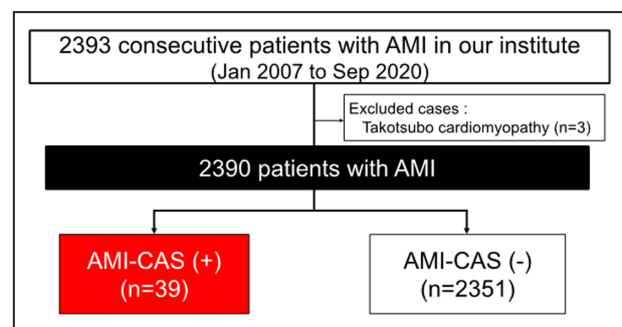 2393 consecutive patients with AMI in our institute
(Jan 2007 to Sep 2020)
Excluded cases :
Takotsubo cardiomyopathy (n=3)
2390 patients with AMI
AMI-CAS (+)
(n=39)
AMI-CAS (-)
(n=2351)